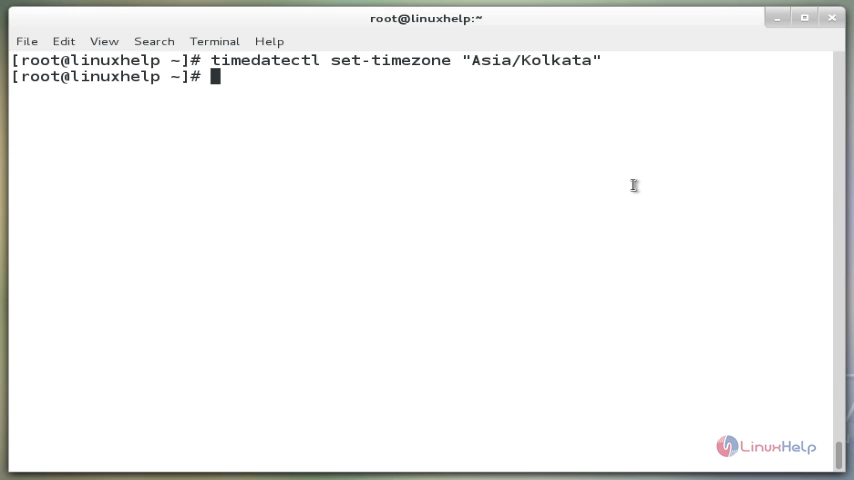 root@linuxhelp:~
File Edit View Search Terminal Help
[root@linuxhelp ~]# timedatectl set-timezone "Asia/Kolkata"
[root@linuxhelp ~]#
LinuxHelp